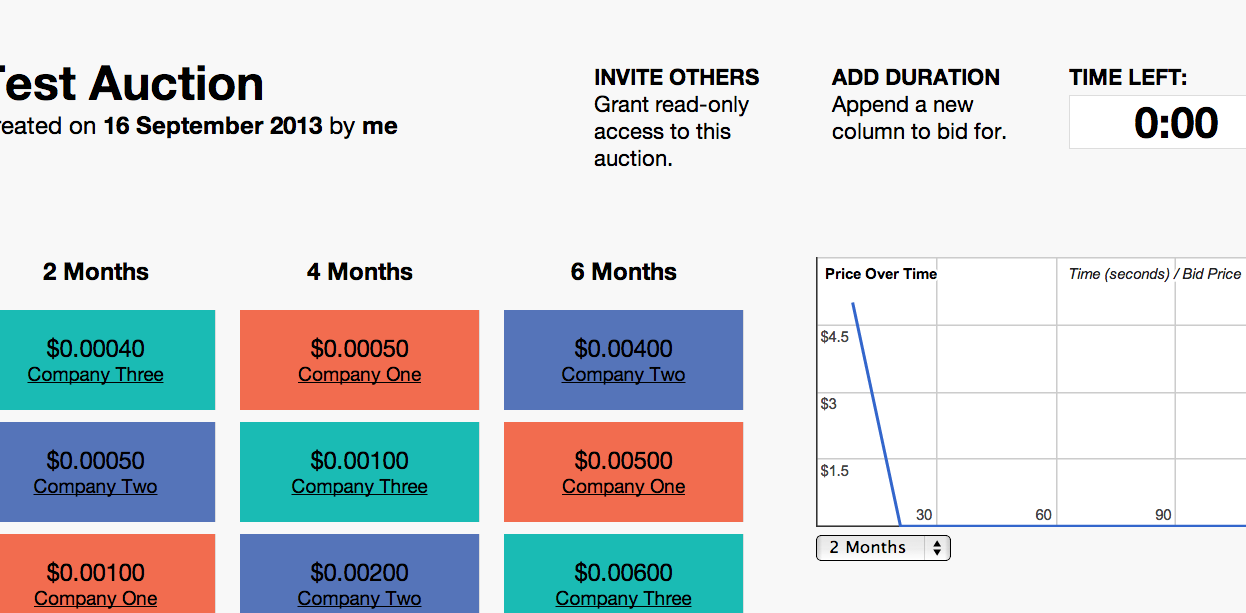 Test Auction
reated on 16 September 2013 by me
INVITE OTHERS
Grant read-only
access to this
auction.
ADD DURATION
Append a new
column to bid for.
TIME LEFT:
0:00
2 Months
4 Months
6 Months
$0.00040
Company Three
$0.00050
Company One
$0.00400
Company Two
$0.00050
Company Two
$0.00100
Company Three
$0.00500
Company One
$0.00100
Company One
$0.00200
Company Two
$0.00600
Company Three
Price Over Time
Time (seconds) / Bid Price
$4.5
$3
$1.5
30
60
90
2 Months